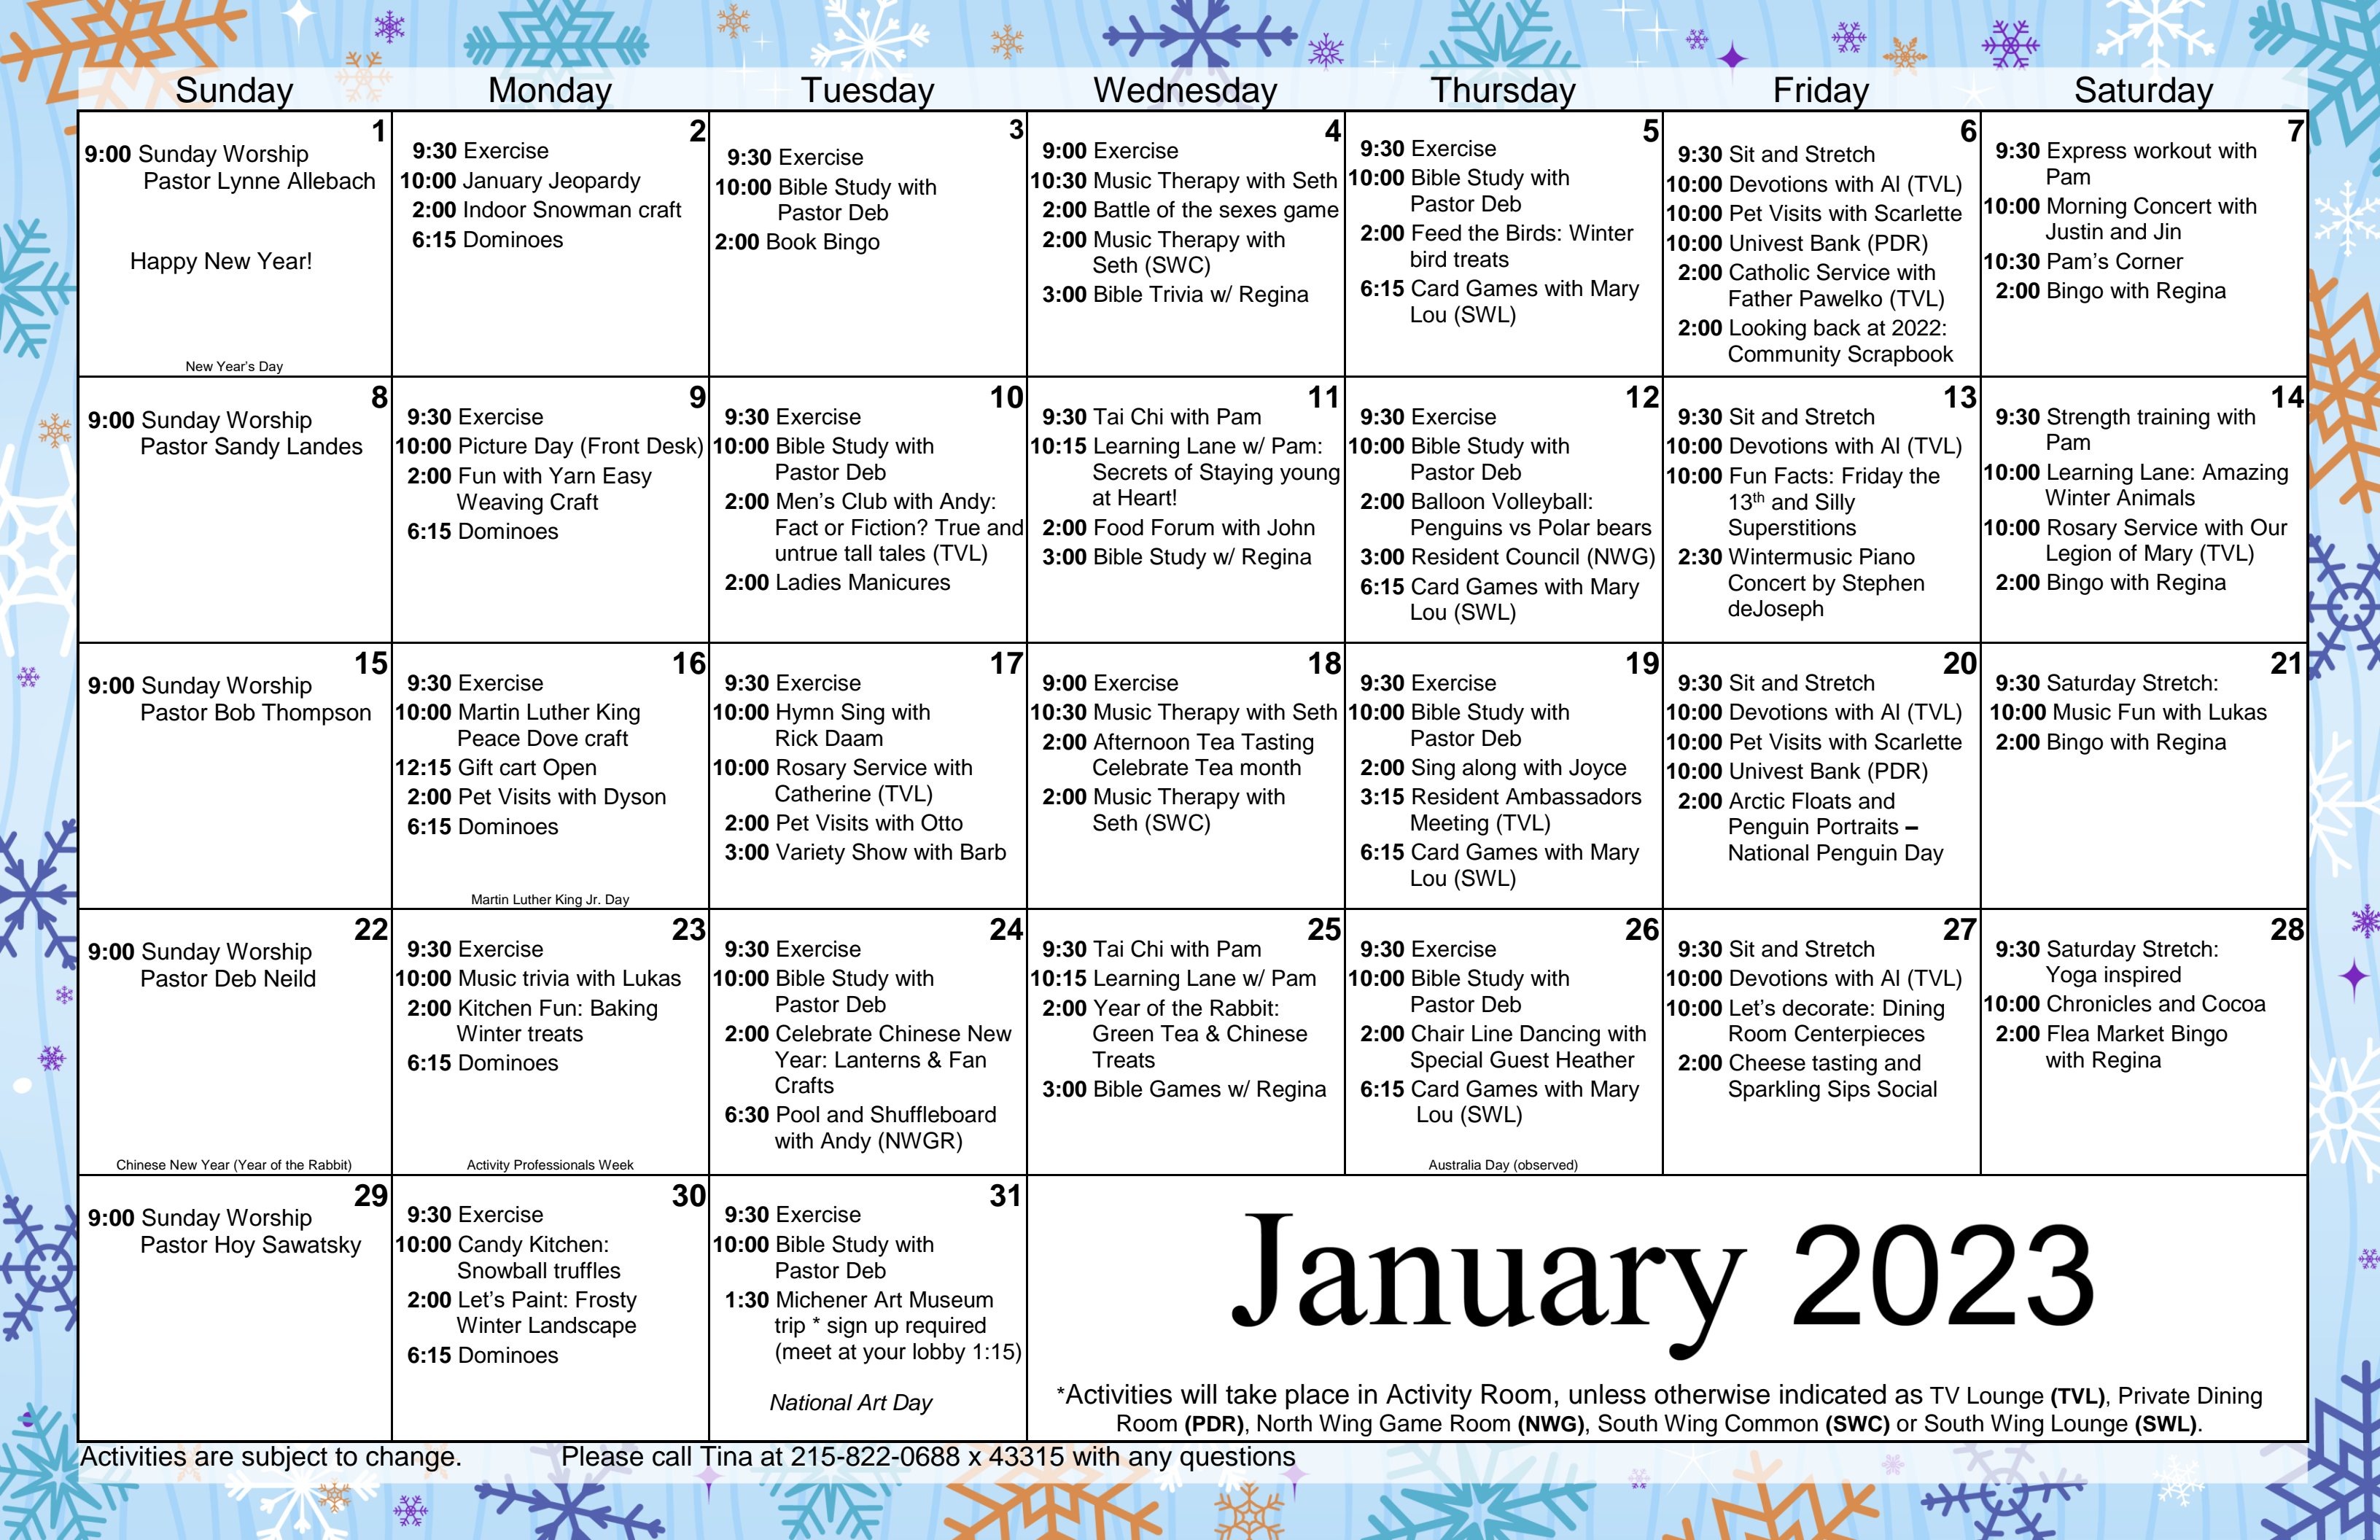 Sunday Monday Tuesday Wednesday Thursday Friday Saturday
1
9:00 Sunday Worship
Pastor Lynne Allebach
Happy New Year!
New Year's Day
2
9:30 Exercise
10:00 January Jeopardy
2:00 Indoor Snowman craft
6:15 Dominoes
3
9:30 Exercise
10:00 Bible Study with
Pastor Deb
2:00 Book Bingo
4
9:00 Exercise
10:30 Music Therapy with Seth
2:00 Battle of the sexes game
2:00 Music Therapy with
Seth (SWC)
3:00 Bible Trivia w/ Regina
5
9:30 Exercise
10:00 Bible Study with
Pastor Deb
2:00 Feed the Birds: Winter
bird treats
6:15 Card Games with Mary
Lou (SWL)
6
9:30 Sit and Stretch
10:00 Devotions with Al (TVL)
10:00 Pet Visits with Scarlette
10:00 Univest Bank (PDR)
2:00 Catholic Service with
Father Pawelko (TVL)
2:00 Looking back at 2022:
Community Scrapbook
7
9:30 Express workout with
Pam
10:00 Morning Concert with
Justin and Jin
10:30 Pam's Corner
2:00 Bingo with Regina
8
9:00 Sunday Worship
Pastor Sandy Landes
9
9:30 Exercise
10:00 Picture Day (Front Desk)
2:00 Fun with Yarn Easy
Weaving Craft
6:15 Dominoes
10
9:30 Exercise
10:00 Bible Study with
Pastor Deb
2:00 Men's Club with Andy:
Fact or Fiction? True and
untrue tall tales (TVL)
2:00 Ladies Manicures
11
9:30 Tai Chi with Pam
10:15 Learning Lane w/ Pam:
Secrets of Staying young
at Heart!
2:00 Food Forum with John
3:00 Bible Study w/ Regina
12
9:30 Exercise
10:00 Bible Study with
Pastor Deb
2:00 Balloon Volleyball:
Penguins vs Polar bears
3:00 Resident Council (NWG)
6:15 Card Games with Mary
Lou (SWL)
13
9:30 Sit and Stretch
10:00 Devotions with Al (TVL)
10:00 Fun Facts: Friday the
13th and Silly
Superstitions
2:30 Wintermusic Piano
Concert by Stephen
deJoseph
14
9:30 Strength training with
Pam
10:00 Learning Lane: Amazing
Winter Animals
10:00 Rosary Service with Our
Legion of Mary (TVL)
2:00 Bingo with Regina
15
9:00 Sunday Worship
Pastor Bob Thompson
16
9:30 Exercise
10:00 Martin Luther King
Peace Dove craft
12:15 Gift cart Open
2:00 Pet Visits with Dyson
6:15 Dominoes
Martin Luther King Jr. Day
17
9:30 Exercise
10:00 Hymn Sing with
Rick Daam
10:00 Rosary Service with
Catherine (TVL)
2:00 Pet Visits with Otto
3:00 Variety Show with Barb
18
9:00 Exercise
10:30 Music Therapy with Seth
2:00 Afternoon Tea Tasting
Celebrate Tea month
2:00 Music Therapy with
Seth (SWC)
19
9:30 Exercise
10:00 Bible Study with
Pastor Deb
2:00 Sing along with Joyce
3:15 Resident Ambassadors
Meeting (TVL)
6:15 Card Games with Mary
Lou (SWL)
20
9:30 Sit and Stretch
10:00 Devotions with Al (TVL)
10:00 Pet Visits with Scarlette
10:00 Univest Bank (PDR)
2:00 Arctic Floats and
Penguin Portraits –
National Penguin Day
21
9:30 Saturday Stretch:
10:00 Music Fun with Lukas
2:00 Bingo with Regina
22
9:00 Sunday Worship
Pastor Deb Neild
Chinese New Year (Year of the Rabbit)
23
9:30 Exercise
10:00 Music trivia with Lukas
2:00 Kitchen Fun: Baking
Winter treats
6:15 Dominoes
Activity Professionals Week
24
9:30 Exercise
10:00 Bible Study with
Pastor Deb
2:00 Celebrate Chinese New
Year: Lanterns & Fan
Crafts
6:30 Pool and Shuffleboard
with Andy (NWGR)
25
9:30 Tai Chi with Pam
10:15 Learning Lane w/ Pam
2:00 Year of the Rabbit:
Green Tea & Chinese
Treats
3:00 Bible Games w/ Regina
26
9:30 Exercise
10:00 Bible Study with
Pastor Deb
2:00 Chair Line Dancing with
Special Guest Heather
6:15 Card Games with Mary
Lou (SWL)
Australia Day (observed)
27
9:30 Sit and Stretch
10:00 Devotions with Al (TVL)
10:00 Let's decorate: Dining
Room Centerpieces
2:00 Cheese tasting and
Sparkling Sips Social
28
9:30 Saturday Stretch:
Yoga inspired
10:00 Chronicles and Cocoa
2:00 Flea Market Bingo
with Regina
29
9:00 Sunday Worship
Pastor Hoy Sawatsky
30
9:30 Exercise
10:00 Candy Kitchen:
Snowball truffles
2:00 Let's Paint: Frosty
Winter Landscape
6:15 Dominoes
31
9:30 Exercise
10:00 Bible Study with
Pastor Deb
1:30 Michener Art Museum
trip * sign up required
(meet at your lobby 1:15)
National Art Day
January 2023
*Activities will take place in Activity Room, unless otherwise indicated as TV Lounge (TVL), Private Dining
Room (PDR), North Wing Game Room (NWG), South Wing Common (SWC) or South Wing Lounge (SWL).
Activities are subject to change. Please call Tina at 215-822-0688 x 43315 with any questions